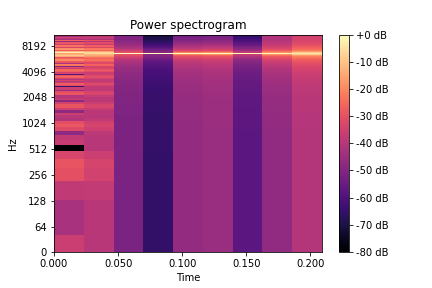 Power spectrogram
Hz
8192
4096
2048
1024
512
256
128
64
0
0.000 0.050 0.100 0.150 0.200
Time
+0 dB
-10 dB
-20 dB
-30 dB
-40 dB
-50 dB
-60 dB
-70 dB
-80 dB